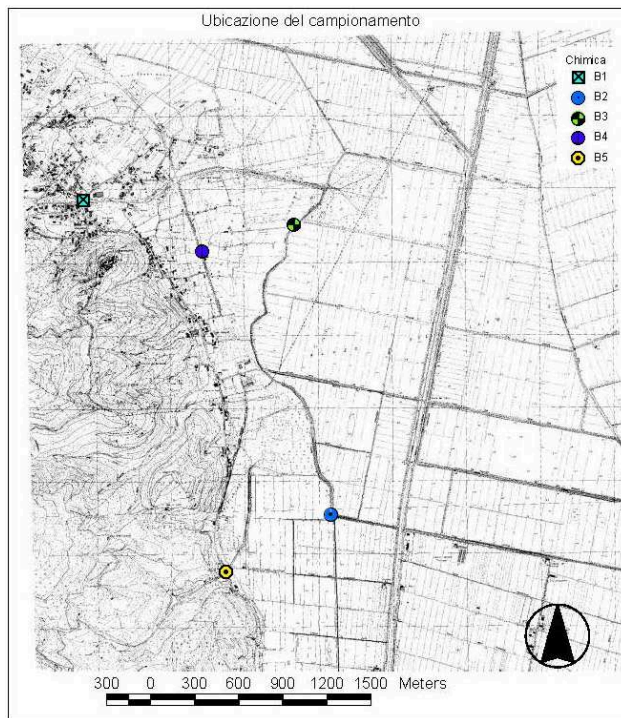 Ubicazione del campionamento
Chimica
B1
B2
B3
B4
B5
300 0 300 600 900 1200 1500 Meters